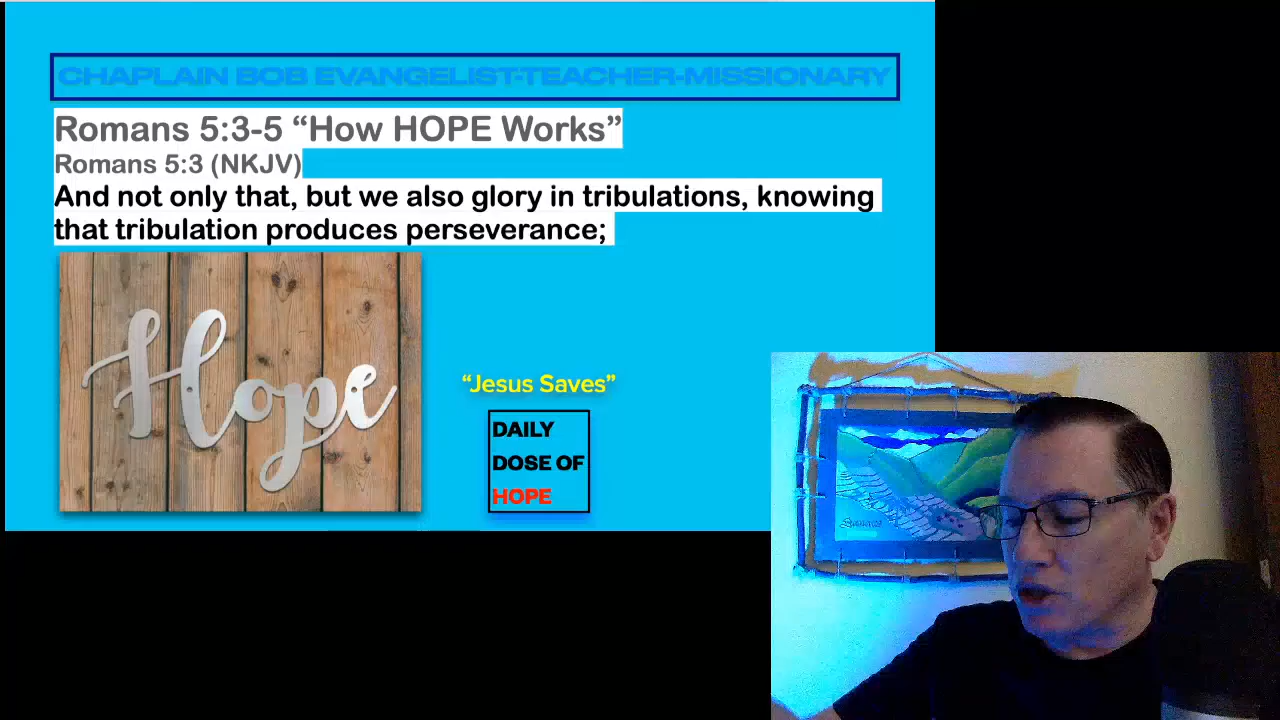 CHAPLAIN BOB EVANGELIST-TEACHER-MISSIONARY
Romans 5:3-5 “How HOPE Works”
Romans 5:3 (NKJV)
And not only that, but we also glory in tribulations, knowing
that tribulation produces perseverance;
Hope
“Jesus Saves”
DAILY
DOSE OF
HOPE